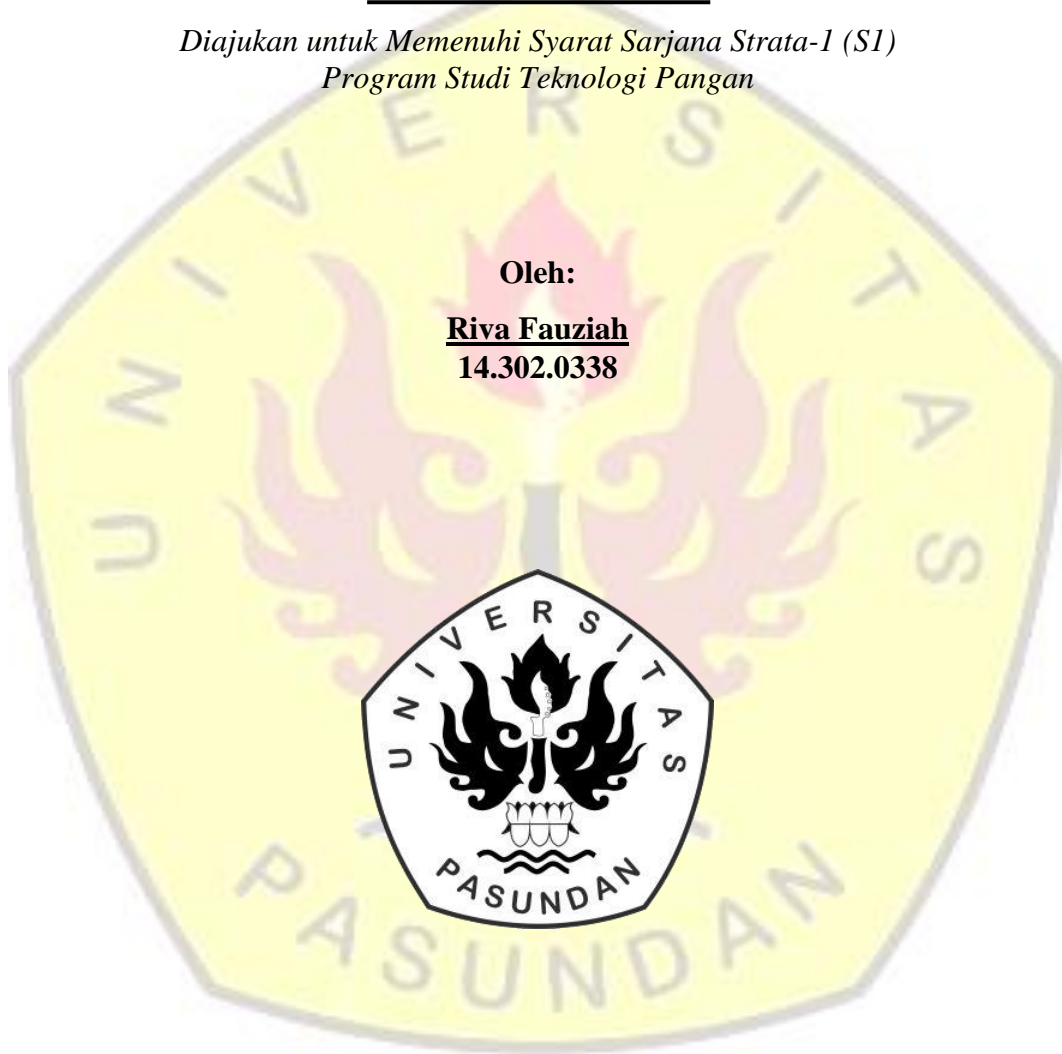 Diajukan untuk Memenuhi Syarat Sarjana Strata-1 (S1)
Program Studi Teknologi Pangan
Oleh:
Riva Fauziah
14.302.0338
UNIVERSITAS
PASUNDAN
UNIVERSITAS
PASUNDAN